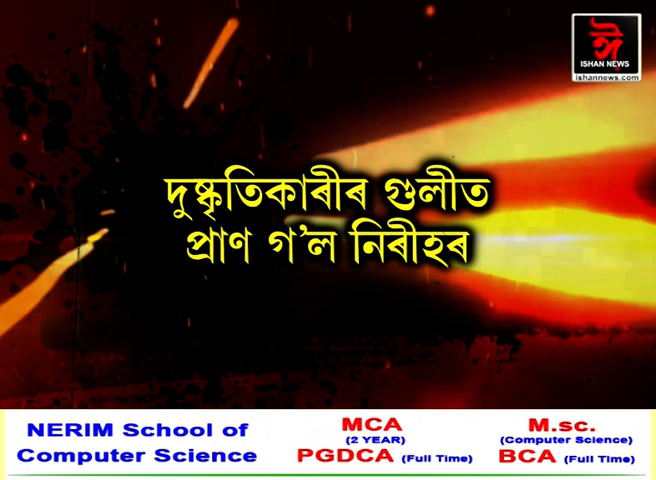 ঈ
ISHAN NEWS
ishannews.com
দুষ্কৃতিকাৰীৰ গুলীত
প্ৰাণ গ'ল নিৰীহৰ
NERIM School of
Computer Science
MCA
(2 YEAR)
PGDCA (Full Time)
M.sc.
(Computer Science)
BCA (Full Time)